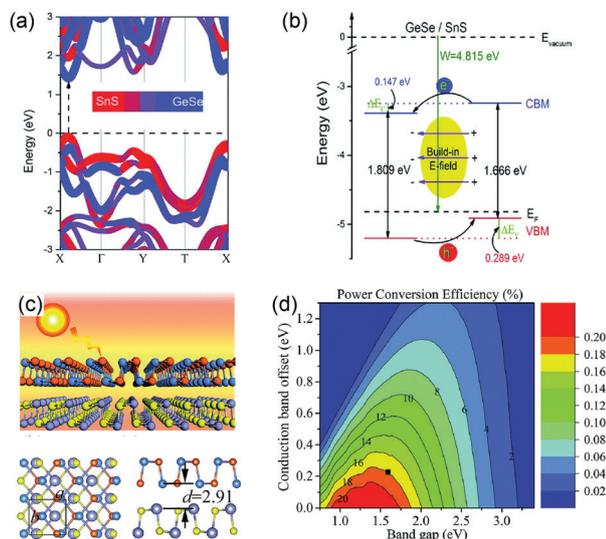 (a)
3
2
1
0
-1
-2
-3
Energy (eV)
SnS GeSe
X Γ Y T X
(b)
GeSe / SnS
0
-3
-4
-5
Energy (eV)
E vacuum
W=4.815 eV
0.147 eV
e
ΔE
CBM
1.809 eV
+
+
+
Build-in
E-field
1.666 eV
E F
VBM
ΔE V
h
0.289 eV
(c)
a
b
d=2.91
(d)
Power Conversion Efficiency (%)
Conduction band offset (eV)
1.2
1.0
0.8
0.6
0.4
0.2
0.0
1.0 1.5 2.0 2.5 3.0
Band gap (eV)
2
4
6
8
10
12
14
16
18
20
0.20
0.18
0.16
0.14
0.12
0.10
0.08
0.06
0.04
0.02